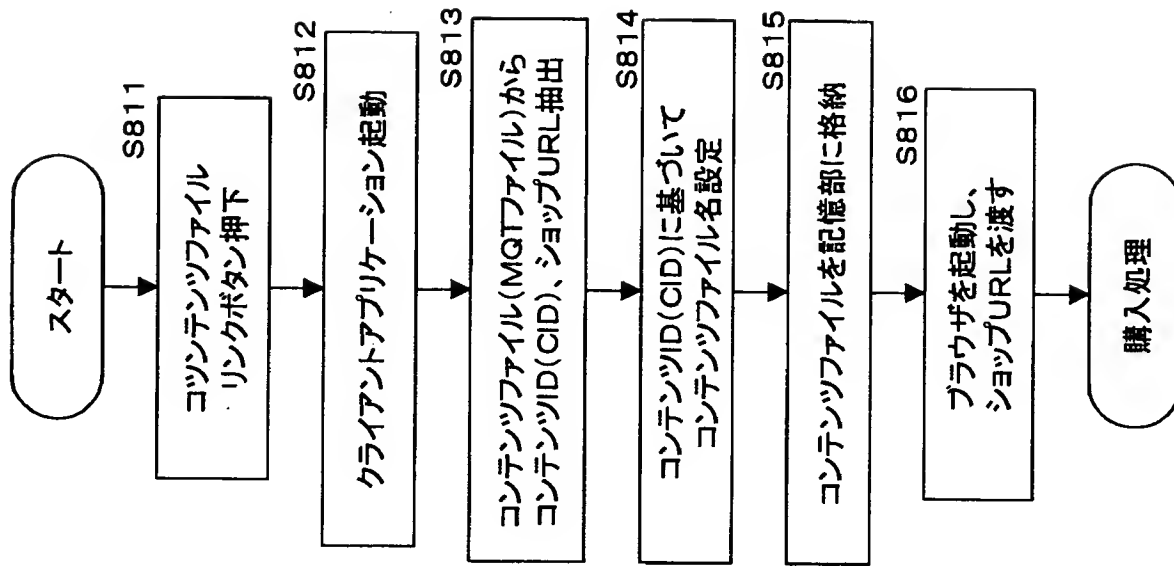 スタート
S811
コツンテンツファイル
リンクボタン押下
S812
クライアントアプリケーション起動
S813
コンテンツファイル(MQTファイル)から
コンテンツID(CID)、ショップURL抽出
S814
コンテンツID(CID)に基づいて
コンテンツファイル名設定
S815
コンテンツファイルを記憶部に格納
S816
ブラウザを起動し、
ショップURLを渡す
購入処理